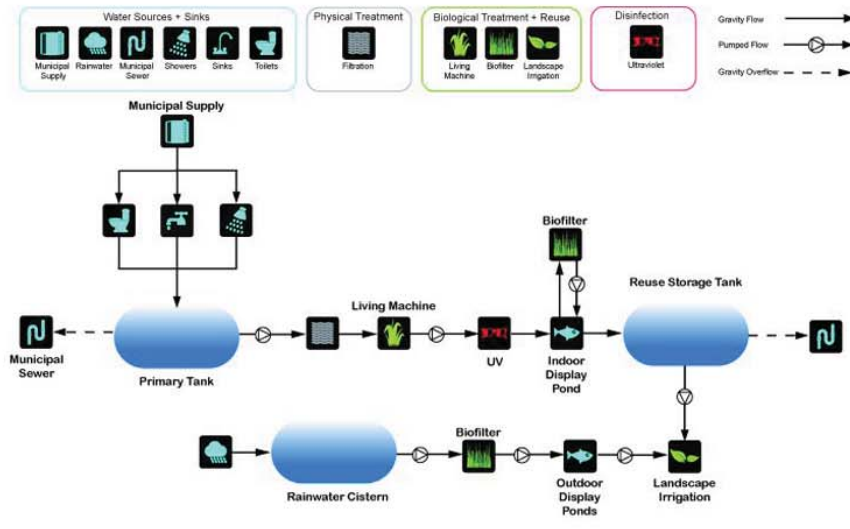 Water Sources + Sinks
Physical Treatment
Biological Treatment + Reuse
Disinfection
Gravity Flow
Pumped Flow
Gravity Overflow
Municipal
Supply
Rainwater
Municipal
Sewer
Showers
Sinks
Toilets
Filtration
Living
Machine
Biofilter
Landscape
Irrigation
Ultraviolet
Municipal Supply
Biofilter
Reuse Storage Tank
Living Machine
Municipal
Sewer
Primary Tank
UV
Indoor
Display
Pond
Biofilter
Rainwater Cistern
Outdoor
Display
Ponds
Landscape
Irrigation